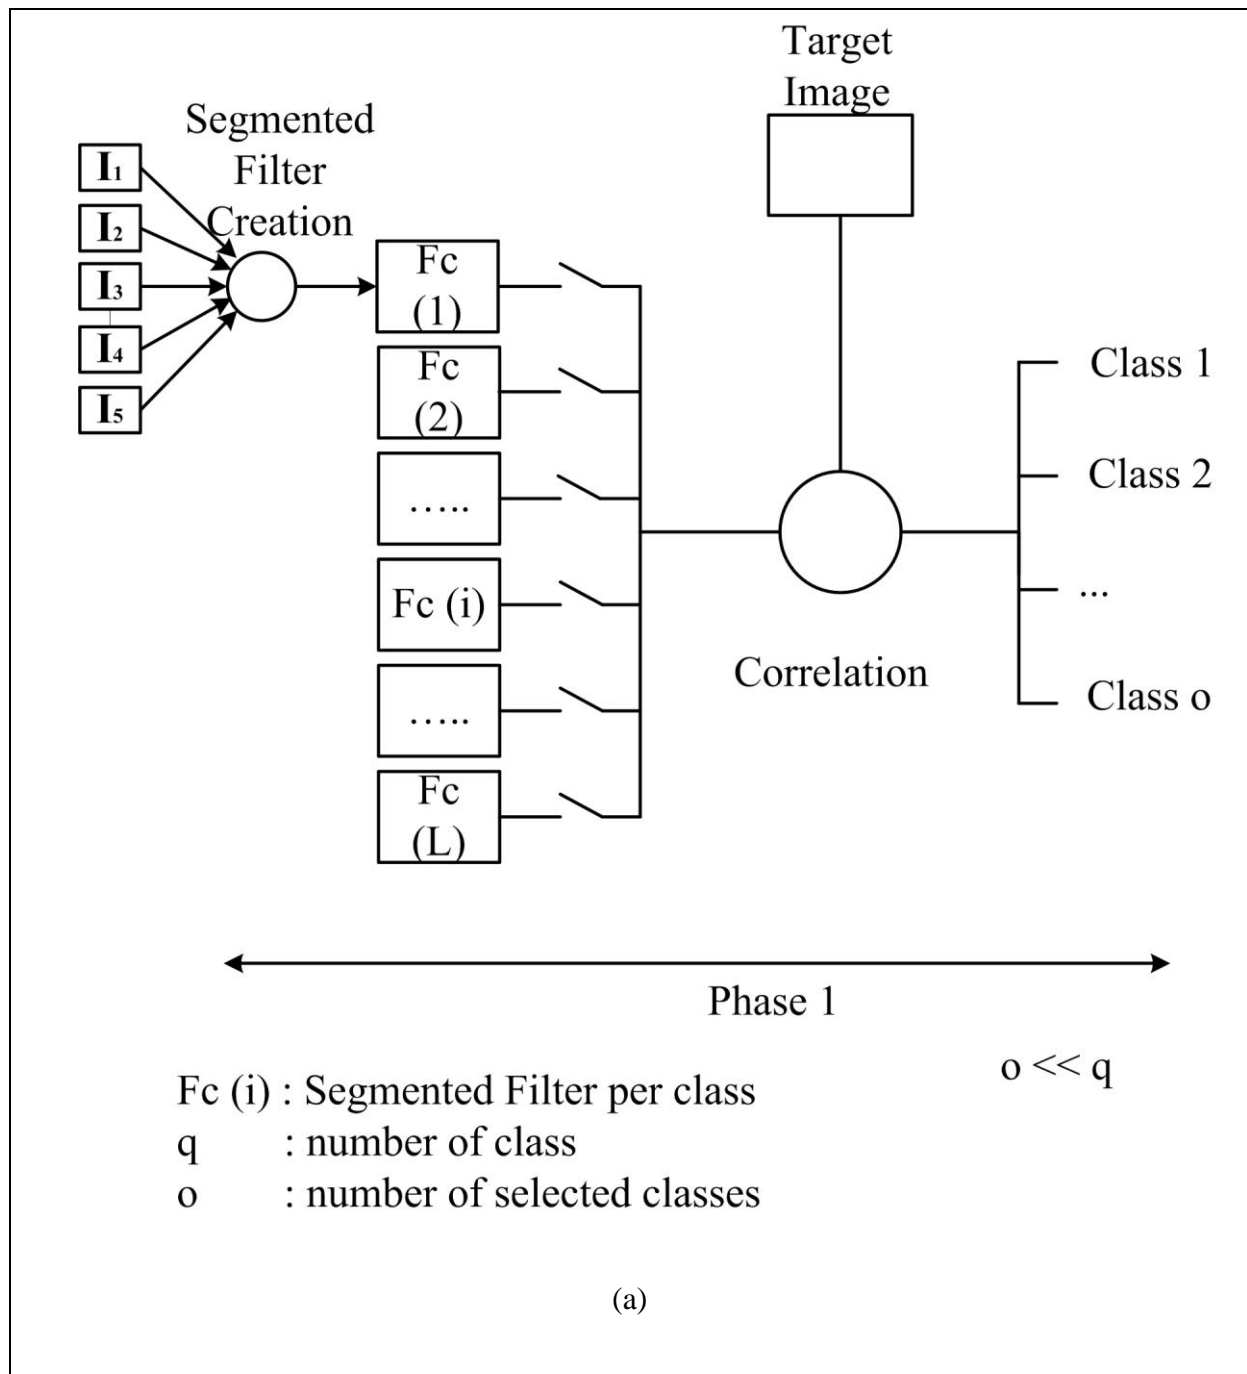 Target
Image
Segmented
Filter
Creation
I1
I2
I3
I4
I5
Fc
(1)
Fc
(2)
.....
Fc (i)
.....
Fc
(L)
Correlation
Class 1
Class 2
...
Class o
Phase 1
o << q
Fc (i) : Segmented Filter per class
q : number of class
o : number of selected classes
(a)